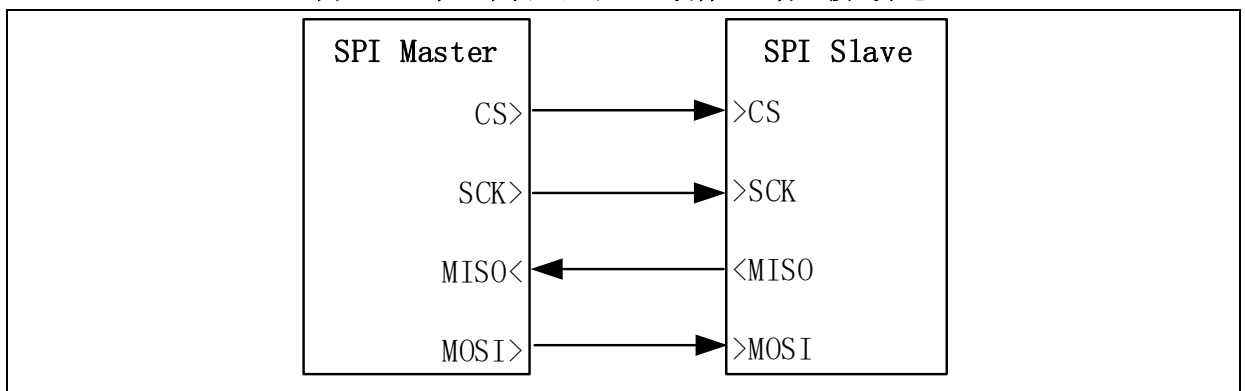 SPI Master SPI Slave
CS> >CS
SCK> >SCK
MISO< <MISO
MOSI> >MOSI